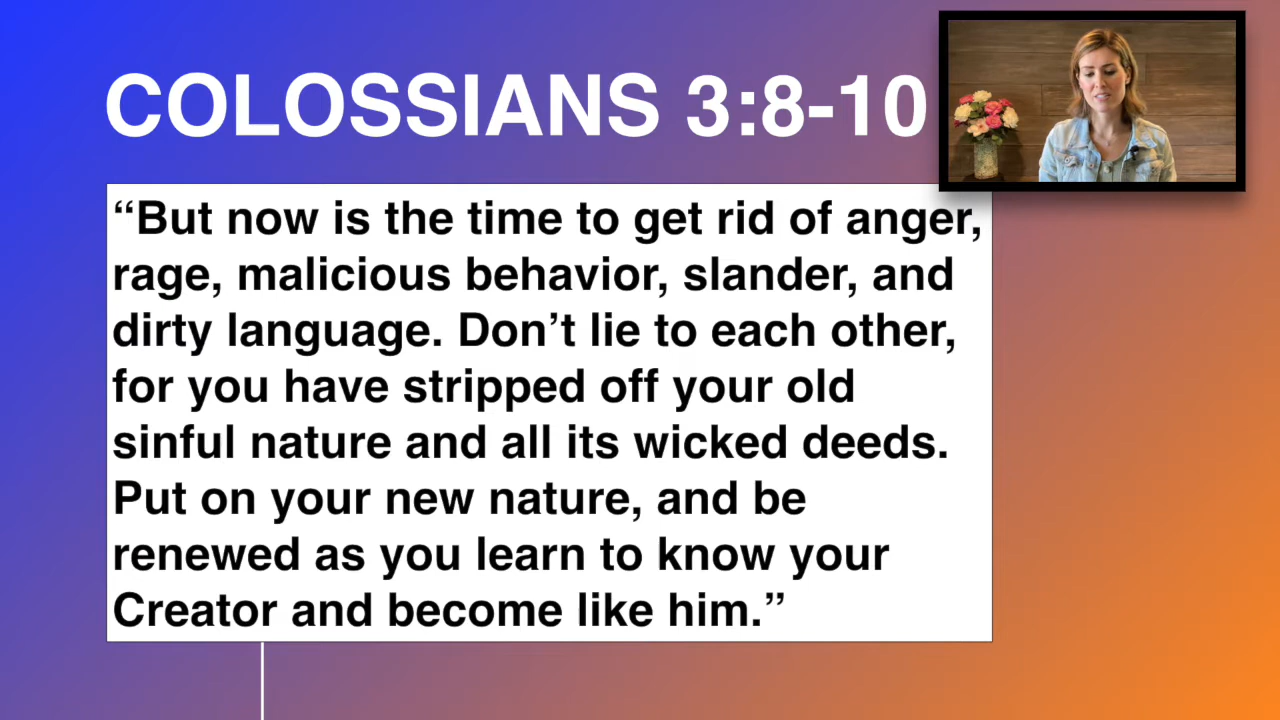 COLOSSIANS 3:8-10
“But now is the time to get rid of anger,
rage, malicious behavior, slander, and
dirty language. Don’t lie to each other,
for you have stripped off your old
sinful nature and all its wicked deeds.
Put on your new nature, and be
renewed as you learn to know your
Creator and become like him.”